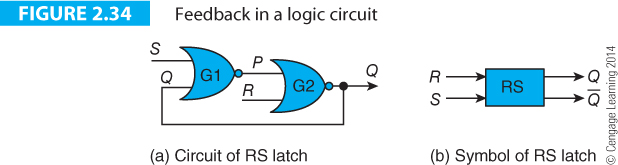 FIGURE 2.34 Feedback in a logic circuit
S
Q
G1
P
R
G2
Q
(a) Circuit of RS latch
R
S
RS
Q
Q̅
(b) Symbol of RS latch
© Cengage Learning 2014